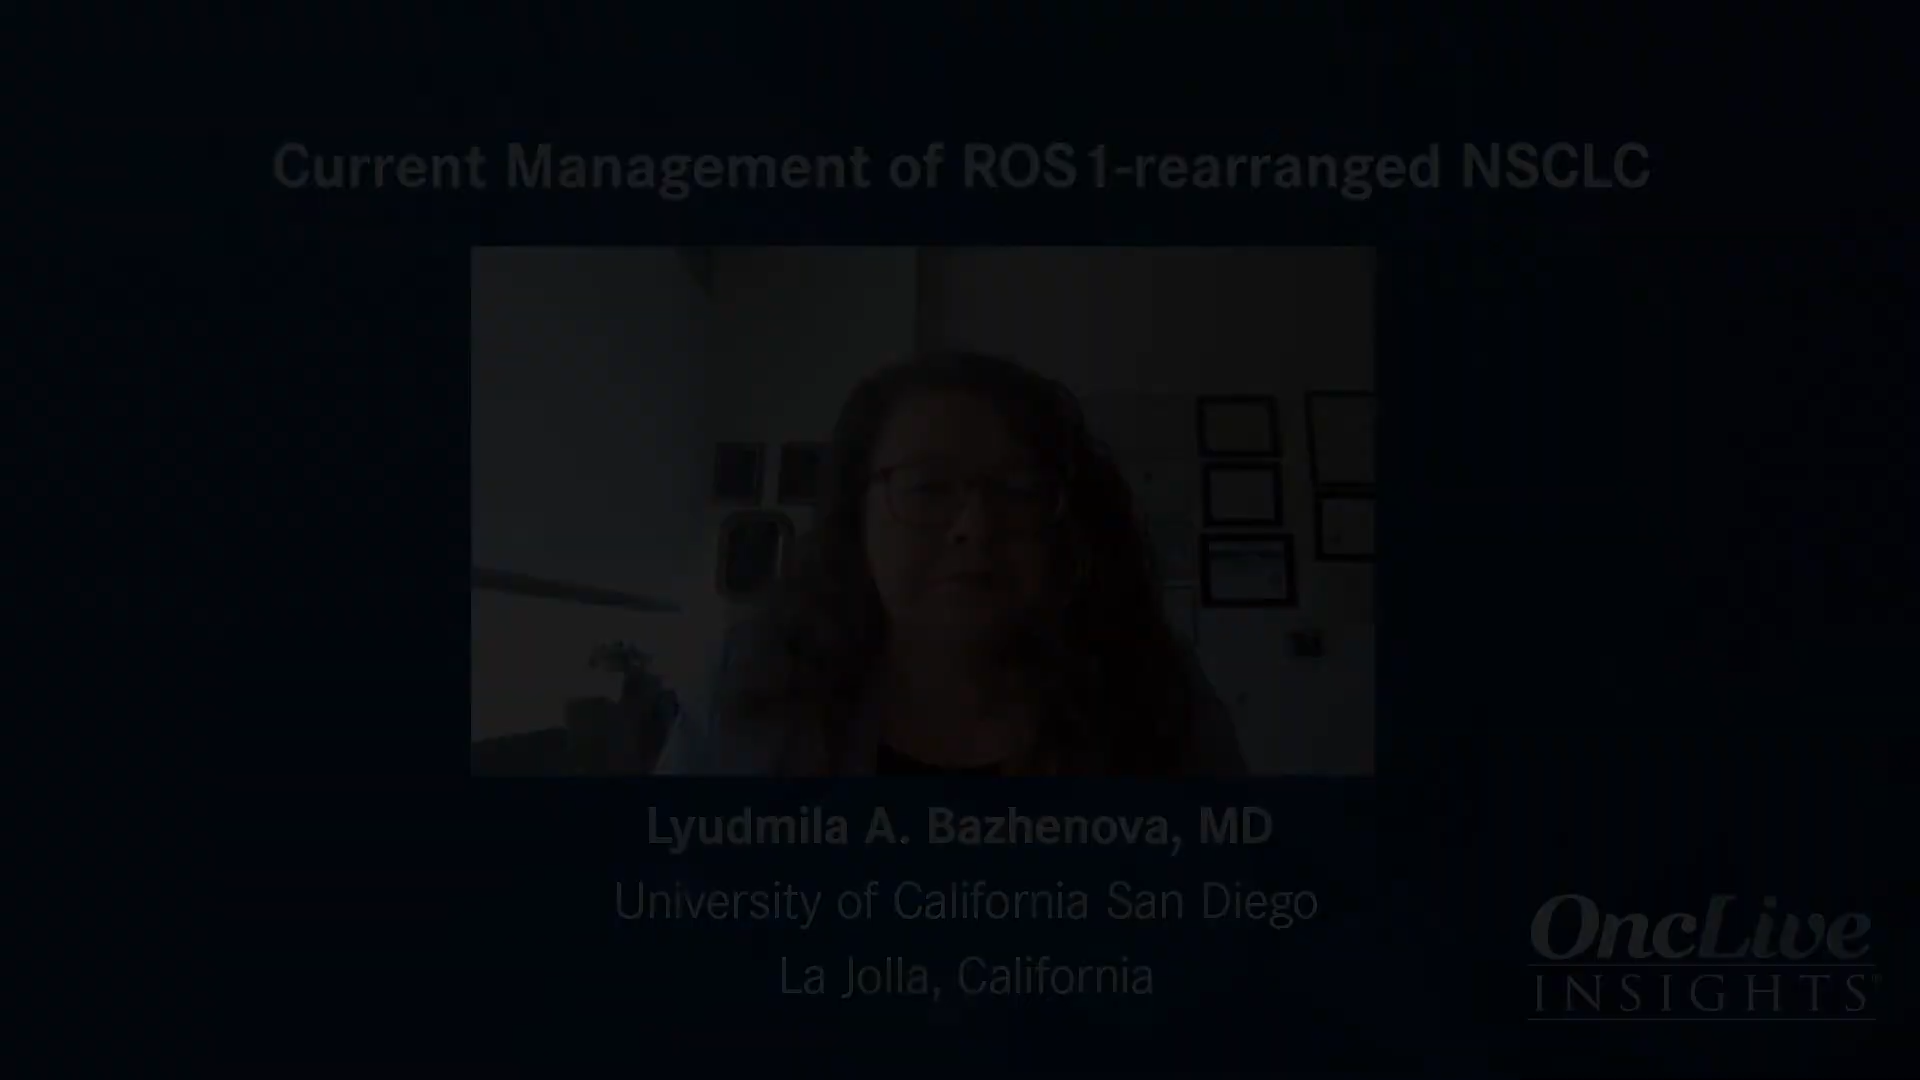 Current Management of ROS1-rearranged NSCLC
Lyudmila A. Bazhenova, MD
University of California San Diego
La Jolla, California
OncLive
INSIGHTS®